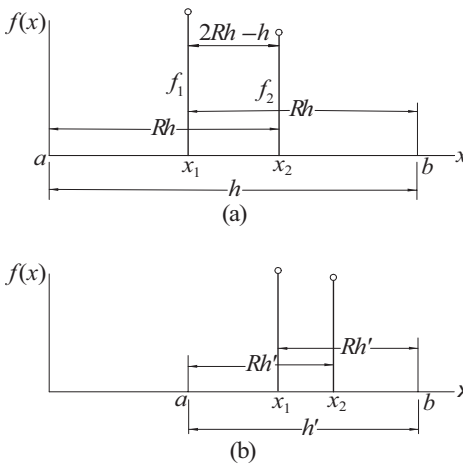 f(x)
2Rh – h
f₁ f₂
Rh
Rh
a x₁ x₂ b x
h
(a)
f(x)
Rh′
Rh′
a x₁ x₂ b x
h′
(b)